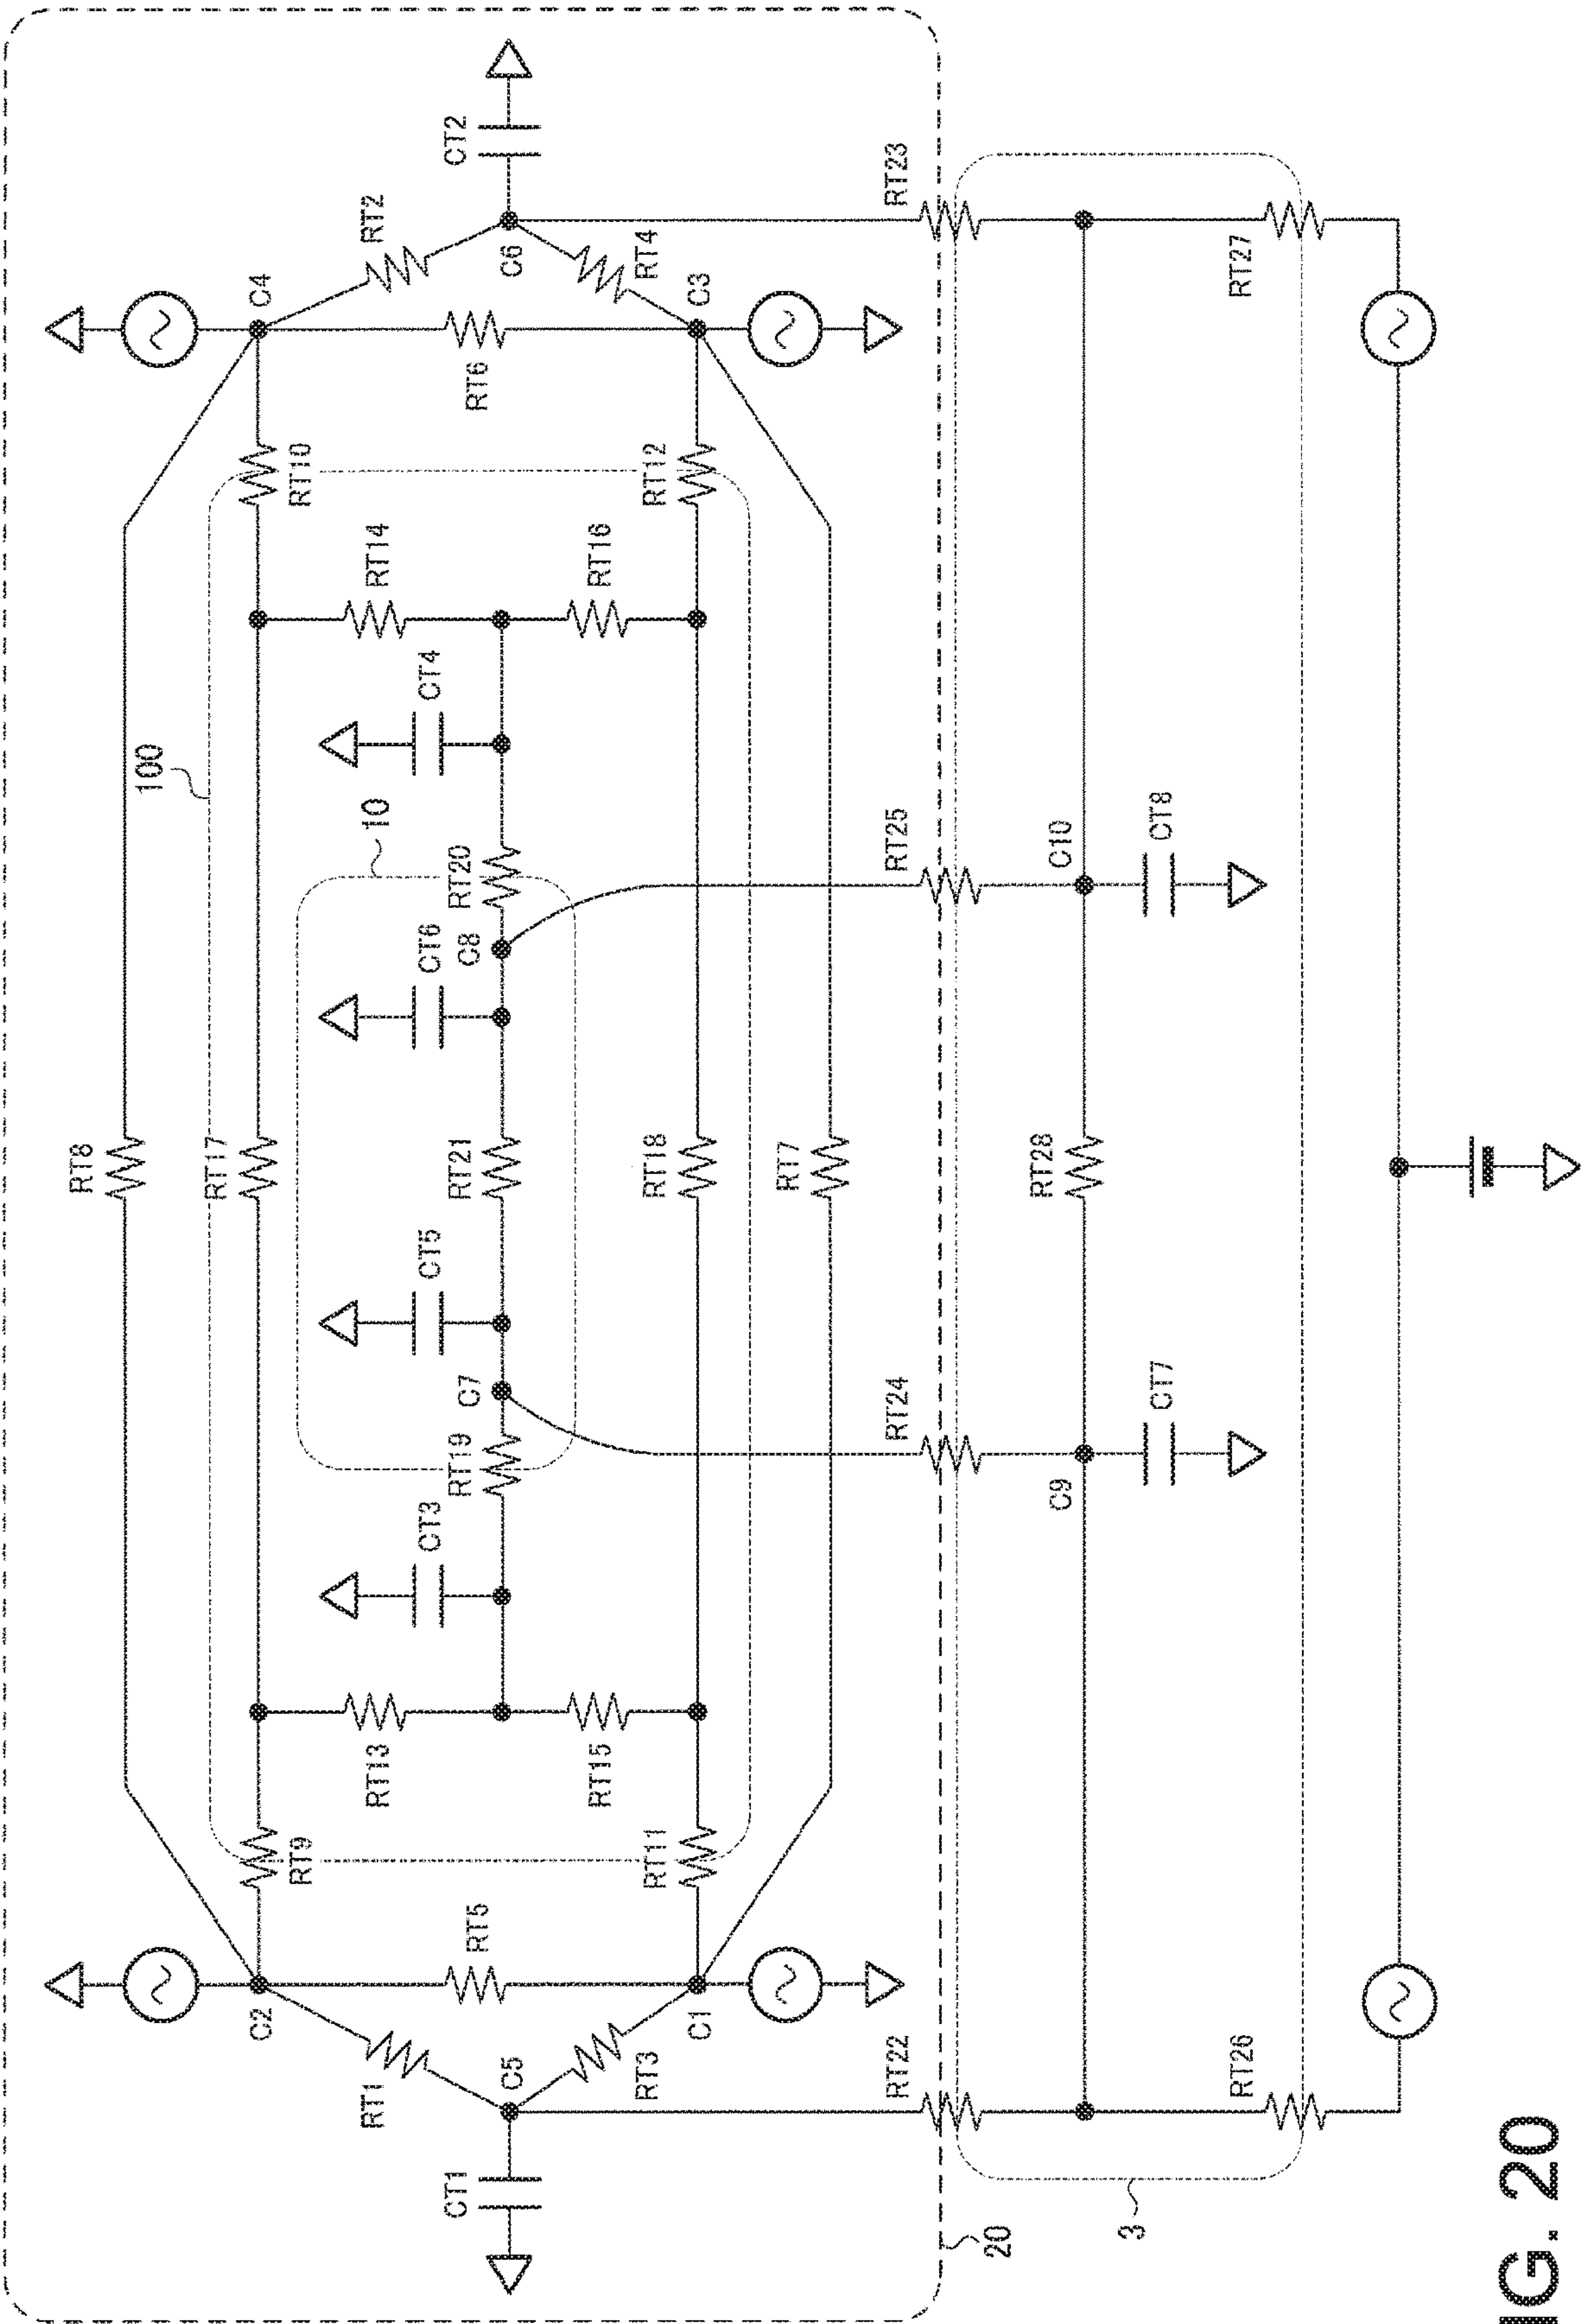 CT2
RT2
C6
RT4
RT23
RT27
C4
C3
RT6
RT10
RT12
RT14
RT16
CT4
100
10
RT20
RT25
C10
CT8
CT6
C8
RT8
RT17
RT21
RT18
RT7
RT28
CT5
C7
RT24
CT7
RT19
C9
CT3
RT13
RT15
RT9
RT11
RT5
C2
C1
RT1
C5
RT3
RT22
RT26
CT1
20
3
IG. 20